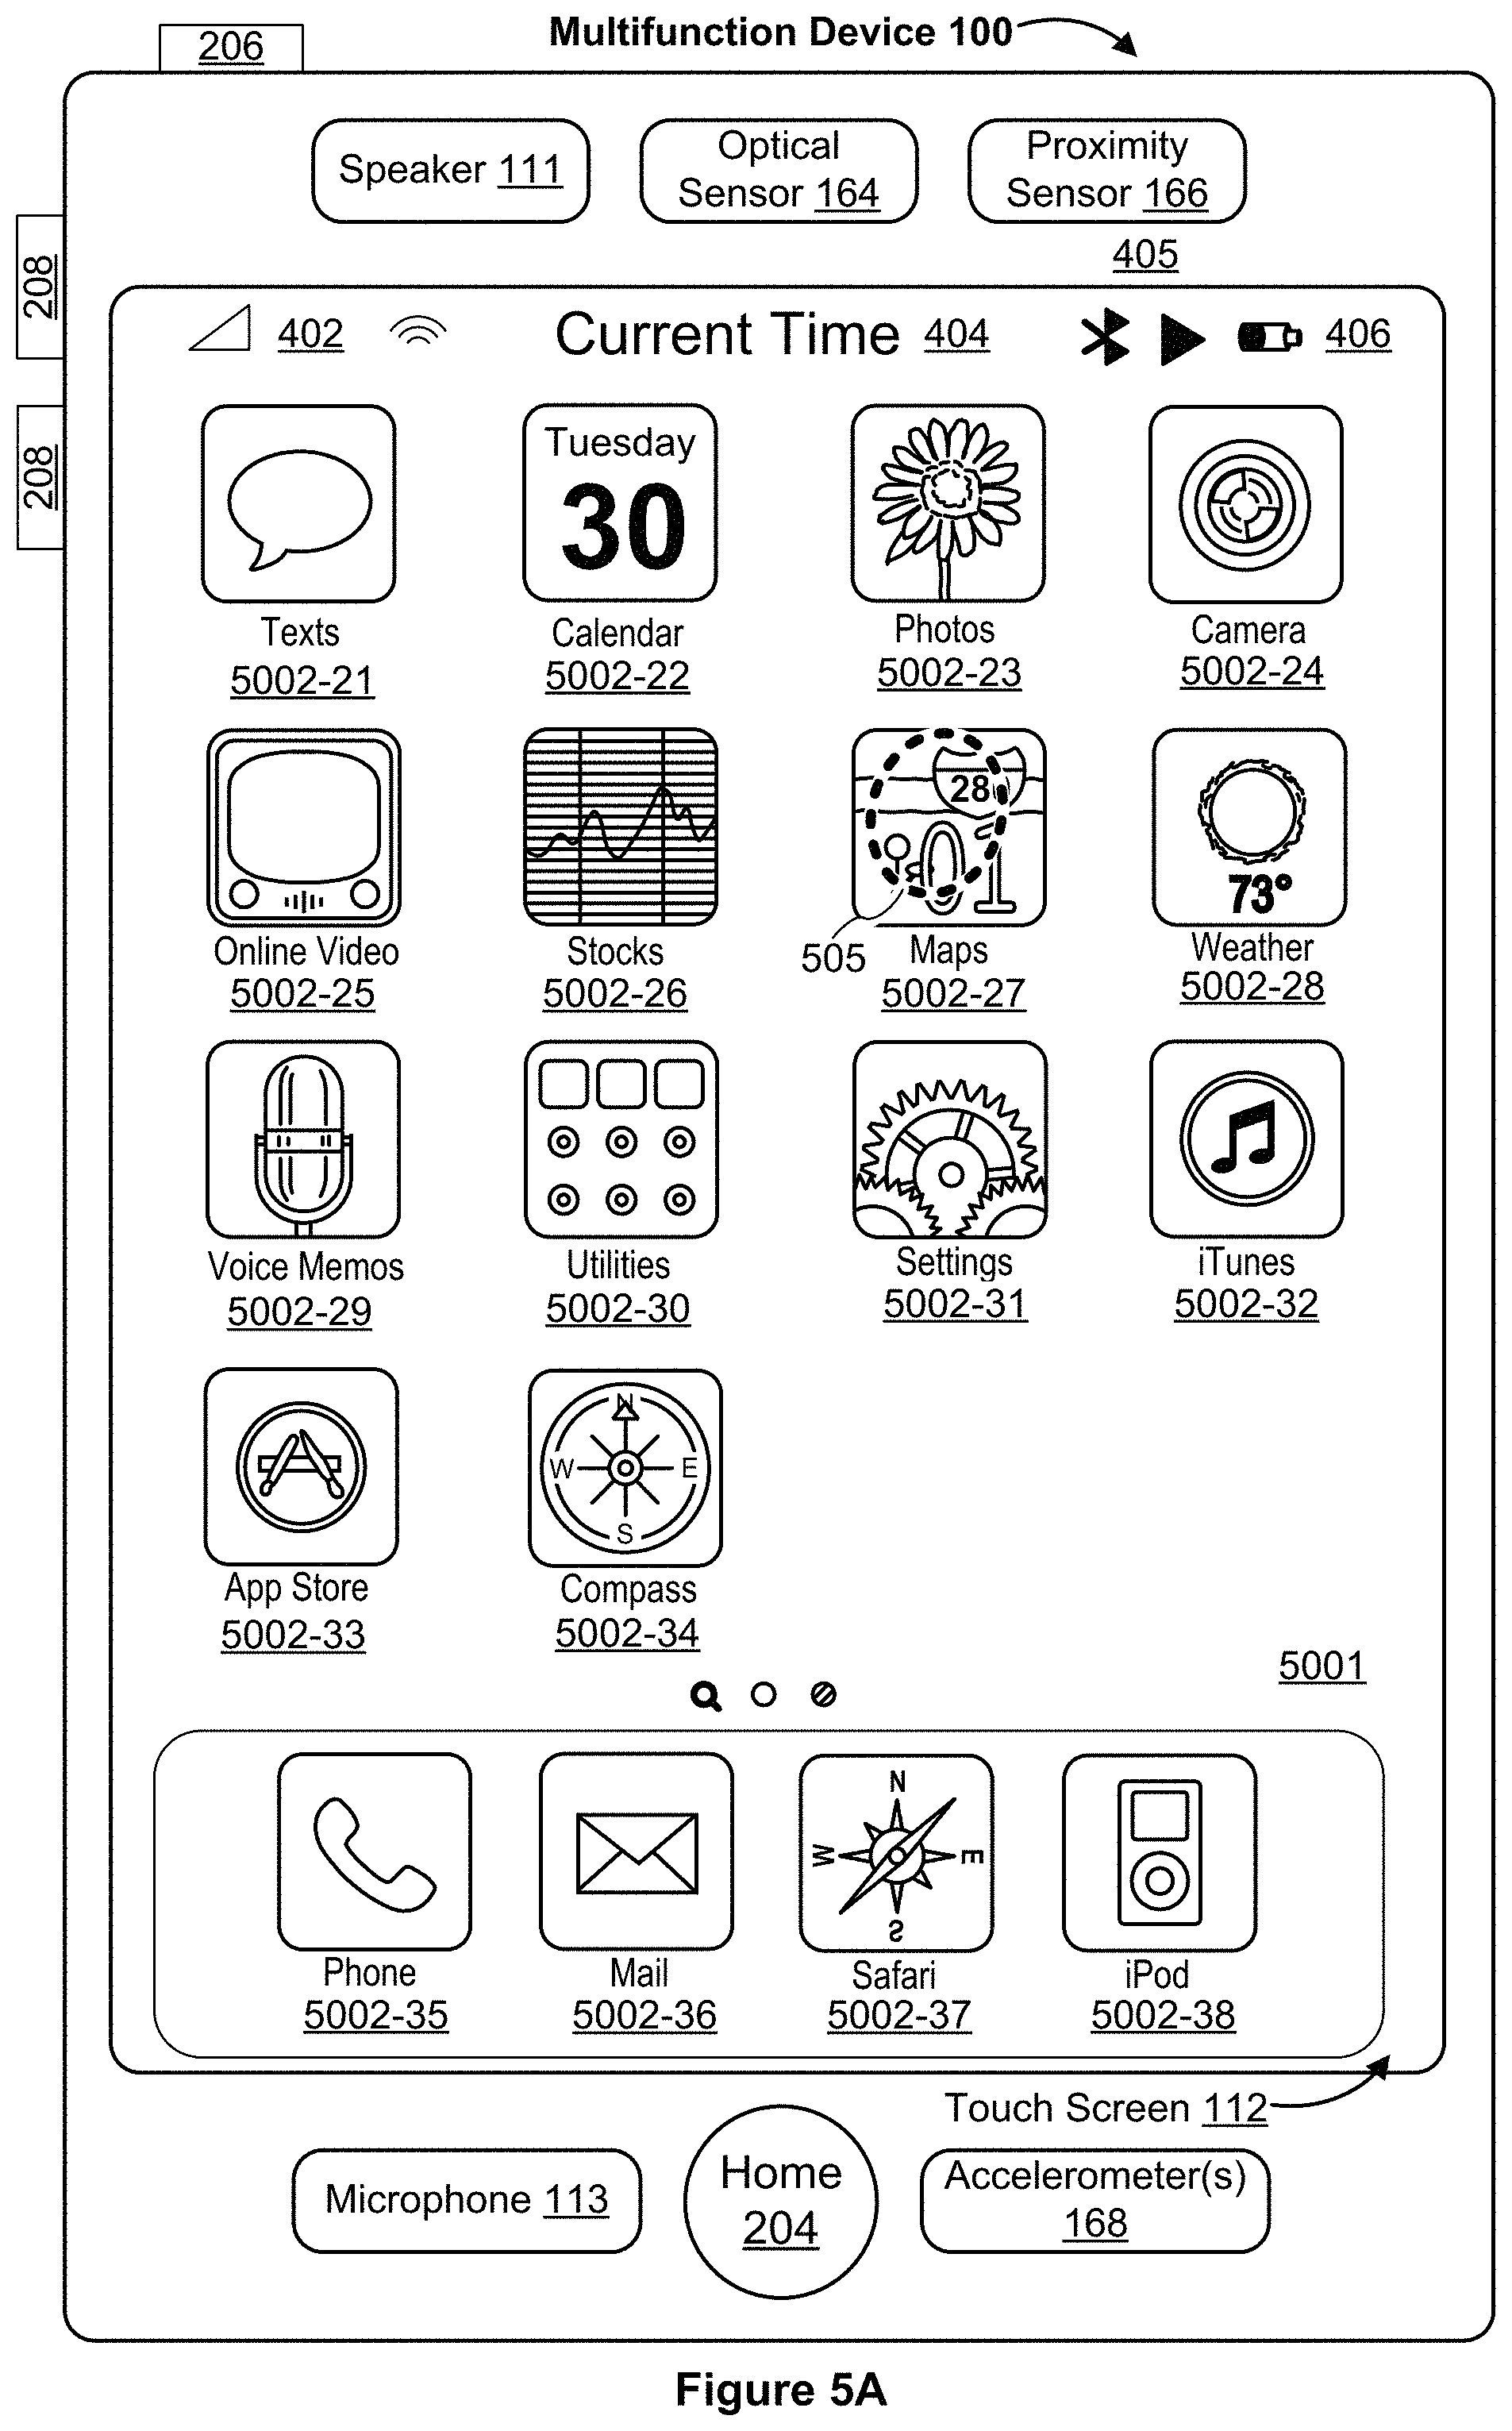 Multifunction Device 100
206
Speaker 111
Optical
Sensor 164
Proximity
Sensor 166
405
208
208
402
Current Time 404
406
Tuesday
30
Texts
5002-21
Calendar
5002-22
Photos
5002-23
Camera
5002-24
28
73°
505
Online Video
5002-25
Stocks
5002-26
Maps
5002-27
Weather
5002-28
Voice Memos
5002-29
Utilities
5002-30
Settings
5002-31
iTunes
5002-32
N
W
E
S
App Store
5002-33
Compass
5002-34
5001
N
W
E
S
Phone
5002-35
Mail
5002-36
Safari
5002-37
iPod
5002-38
Touch Screen 112
Microphone 113
Home
204
Accelerometer(s)
168
Figure 5A